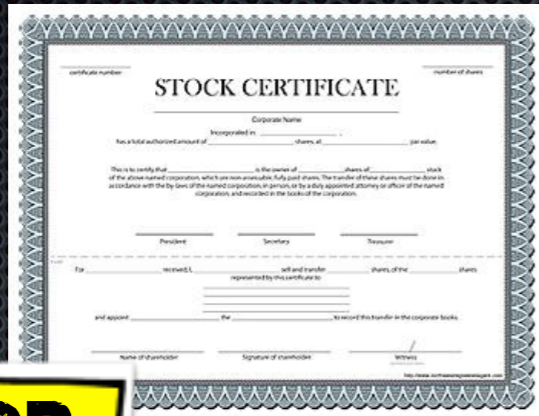 certificate number
number of shares
STOCK CERTIFICATE
Corporate Name
Incorporated in ,
has a total authorized amount of shares, at par value.
This is to certify that is the owner of shares of stock
of the above named corporation, which are non-assessable, fully paid shares. The transfer of these shares must be done in
accordance with the by-laws of the named corporation, in person, or by a duly appointed attorney or officer of the named
corporation, and recorded in the books of the corporation.
President Secretary Treasurer
For received, I, sell and transfer shares, of the shares
represented by this certificate to
and appoint the to record this transfer in the corporate books.
Name of shareholder Signature of shareholder Witness